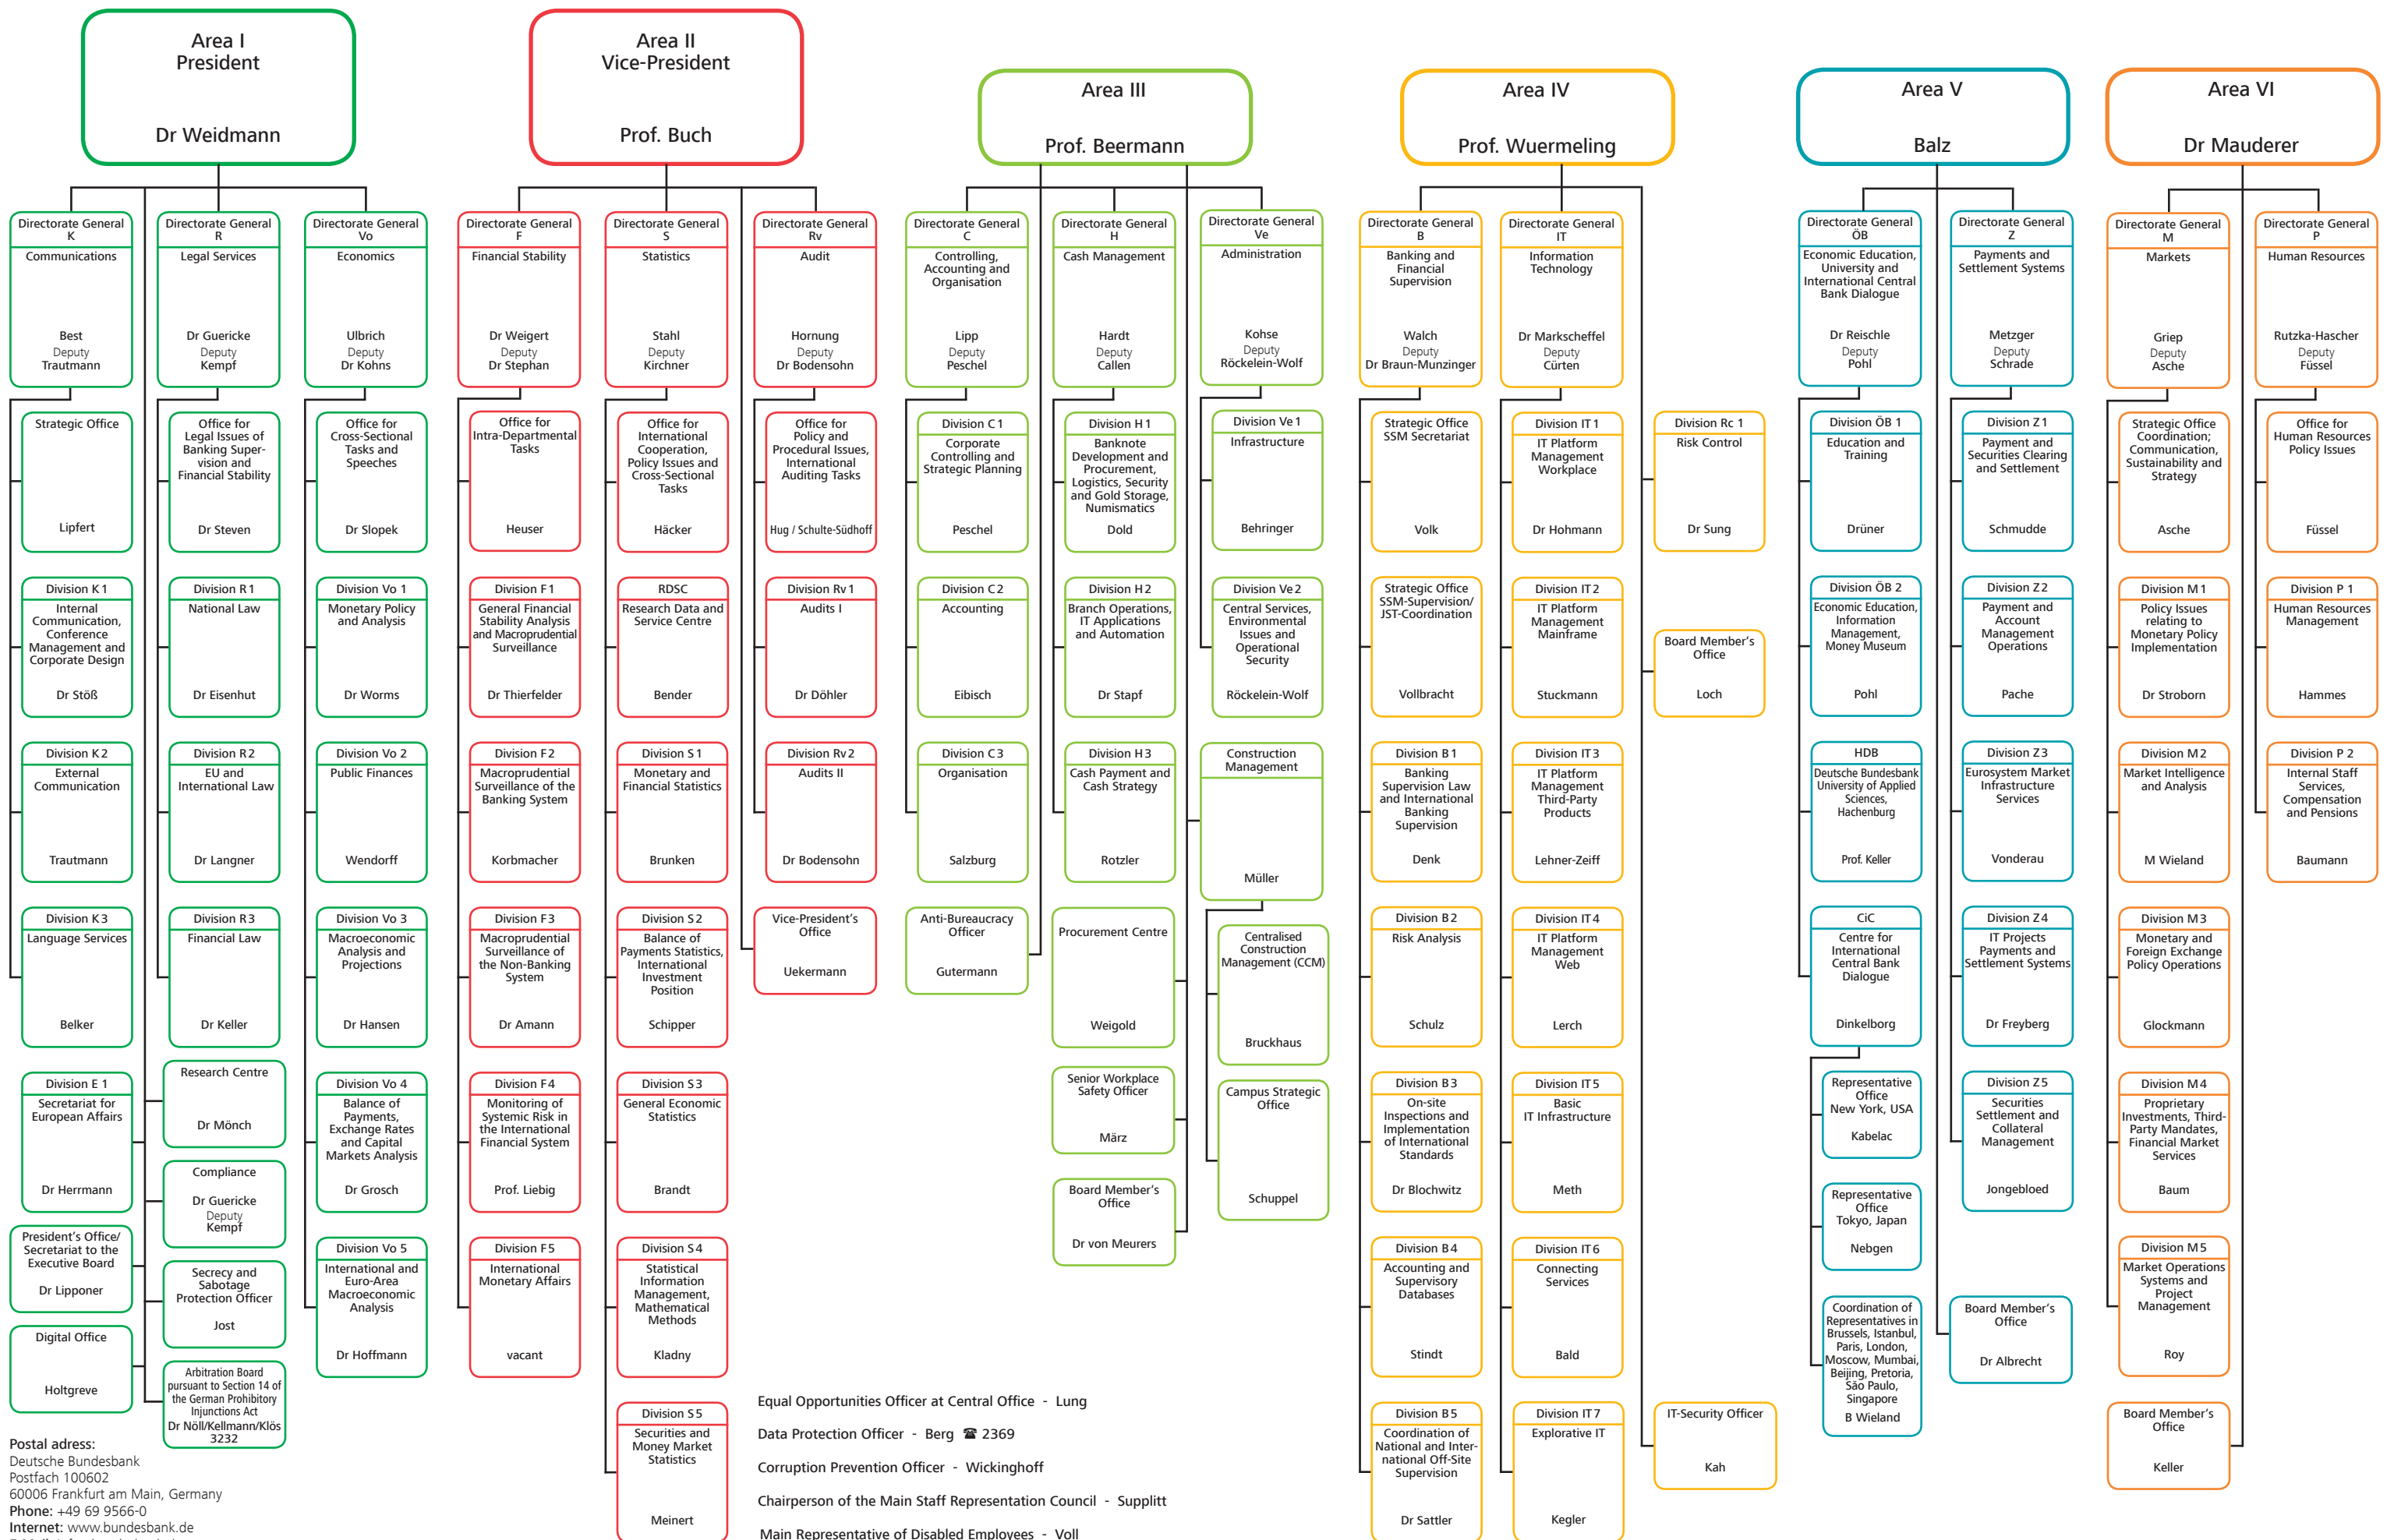 Area I
President
Dr Weidmann
Directorate General
K
Communications
Best
Deputy
Trautmann
Strategic Office
Lipfert
Division K 1
Internal
Communication,
Conference
Management and
Corporate Design
Dr Stöß
Division K 2
External
Communication
Trautmann
Division K 3
Language Services
Belker
Division E 1
Secretariat for
European Affairs
Dr Herrmann
President's Office/
Secretariat to the
Executive Board
Dr Lipponer
Digital Office
Holtgreve
Directorate General
R
Legal Services
Dr Guericke
Deputy
Kempf
Office for
Legal Issues of
Banking Super-
vision and
Financial Stability
Dr Steven
Division R 1
National Law
Dr Eisenhut
Division R 2
EU and
International Law
Dr Langner
Division R 3
Financial Law
Dr Keller
Research Centre
Dr Mönch
Compliance
Dr Guericke
Deputy
Kempf
Secrecy and
Sabotage
Protection Officer
Jost
Arbitration Board
pursuant to Section 14 of
the German Prohibitory
Injunctions Act
Dr Nöll/Kellmann/Klös
3232
Directorate General
Vo
Economics
Ulbrich
Deputy
Dr Kohns
Office for
Cross-Sectional
Tasks and
Speeches
Dr Slopek
Division Vo 1
Monetary Policy
and Analysis
Dr Worms
Division Vo 2
Public Finances
Wendorff
Division Vo 3
Macroeconomic
Analysis and
Projections
Dr Hansen
Division Vo 4
Balance of
Payments,
Exchange Rates
and Capital
Markets Analysis
Dr Grosch
Division Vo 5
International and
Euro-Area
Macroeconomic
Analysis
Dr Hoffmann
Area II
Vice-President
Prof. Buch
Directorate General
F
Financial Stability
Dr Weigert
Deputy
Dr Stephan
Office for
Intra-Departmental
Tasks
Heuser
Division F 1
General Financial
Stability Analysis
and Macroprudential
Surveillance
Dr Thierfelder
Division F 2
Macroprudential
Surveillance of the
Banking System
Korbmacher
Division F 3
Macroprudential
Surveillance of
the Non-Banking
System
Dr Amann
Division F 4
Monitoring of
Systemic Risk in
the International
Financial System
Prof. Liebig
Division F 5
International
Monetary Affairs
vacant
Directorate General
S
Statistics
Stahl
Deputy
Kirchner
Office for
International
Cooperation,
Policy Issues and
Cross-Sectional
Tasks
Häcker
RDSC
Research Data and
Service Centre
Bender
Division S 1
Monetary and
Financial Statistics
Brunken
Division S 2
Balance of
Payments Statistics,
International
Investment
Position
Schipper
Division S 3
General Economic
Statistics
Brandt
Division S 4
Statistical
Information
Management,
Mathematical
Methods
Kladny
Division S 5
Securities and
Money Market
Statistics
Meinert
Directorate General
Rv
Audit
Hornung
Deputy
Dr Bodensohn
Office for
Policy and
Procedural Issues,
International
Auditing Tasks
Hug / Schulte-Südhoff
Division Rv 1
Audits I
Dr Döhler
Division Rv 2
Audits II
Dr Bodensohn
Vice-President's
Office
Uekermann
Area III
Prof. Beermann
Directorate General
C
Controlling,
Accounting and
Organisation
Lipp
Deputy
Peschel
Division C 1
Corporate
Controlling and
Strategic Planning
Peschel
Division C 2
Accounting
Eibisch
Division C 3
Organisation
Salzburg
Anti-Bureaucracy
Officer
Gutermann
Directorate General
H
Cash Management
Hardt
Deputy
Callen
Division H 1
Banknote
Development and
Procurement,
Logistics, Security
and Gold Storage,
Numismatics
Dold
Division H 2
Branch Operations,
IT Applications
and Automation
Dr Stapf
Division H 3
Cash Payment and
Cash Strategy
Rotzler
Procurement Centre
Weigold
Senior Workplace
Safety Officer
März
Board Member's
Office
Dr von Meurers
Directorate General
Ve
Administration
Kohse
Deputy
Röckelein-Wolf
Division Ve 1
Infrastructure
Behringer
Division Ve 2
Central Services,
Environmental
Issues and
Operational
Security
Röckelein-Wolf
Construction
Management
Müller
Centralised
Construction
Management (CCM)
Bruckhaus
Campus Strategic
Office
Schuppel
Area IV
Prof. Wuermeling
Directorate General
B
Banking and
Financial
Supervision
Walch
Deputy
Dr Braun-Munzinger
Strategic Office
SSM Secretariat
Volk
Strategic Office
SSM-Supervision/
JST-Coordination
Vollbracht
Division B 1
Banking
Supervision Law
and International
Banking
Supervision
Denk
Division B 2
Risk Analysis
Schulz
Division B 3
On-site
Inspections and
Implementation
of International
Standards
Dr Blochwitz
Division B 4
Accounting and
Supervisory
Databases
Stindt
Division B 5
Coordination of
National and Inter-
national Off-Site
Supervision
Dr Sattler
Directorate General
IT
Information
Technology
Dr Markscheffel
Deputy
Cürten
Division IT 1
IT Platform
Management
Workplace
Dr Hohmann
Division IT 2
IT Platform
Management
Mainframe
Stuckmann
Division IT 3
IT Platform
Management
Third-Party
Products
Lehner-Zeiff
Division IT 4
IT Platform
Management
Web
Lerch
Division IT 5
Basic
IT Infrastructure
Meth
Division IT 6
Connecting
Services
Bald
Division IT 7
Explorative IT
Kegler
Division Rc 1
Risk Control
Dr Sung
Board Member's
Office
Loch
IT-Security Officer
Kah
Area V
Balz
Directorate General
ÖB
Economic Education,
University and
International Central
Bank Dialogue
Dr Reischle
Deputy
Pohl
Division ÖB 1
Education and
Training
Drüner
Division ÖB 2
Economic Education,
Information
Management,
Money Museum
Pohl
HDB
Deutsche Bundesbank
University of Applied
Sciences,
Hachenburg
Prof. Keller
CiC
Centre for
International
Central Bank
Dialogue
Dinkelborg
Representative
Office
New York, USA
Kabelac
Representative
Office
Tokyo, Japan
Nebgen
Coordination of
Representatives in
Brussels, Istanbul,
Paris, London,
Moscow, Mumbai,
Beijing, Pretoria,
São Paulo,
Singapore
B Wieland
Directorate General
Z
Payments and
Settlement Systems
Metzger
Deputy
Schrade
Division Z 1
Payment and
Securities Clearing
and Settlement
Schmudde
Division Z 2
Payment and
Account
Management
Operations
Pache
Division Z 3
Eurosystem Market
Infrastructure
Services
Vonderau
Division Z 4
IT Projects
Payments and
Settlement Systems
Dr Freyberg
Division Z 5
Securities
Settlement and
Collateral
Management
Jongebloed
Board Member's
Office
Dr Albrecht
Area VI
Dr Mauderer
Directorate General
M
Markets
Griep
Deputy
Asche
Strategic Office
Coordination;
Communication,
Sustainability and
Strategy
Asche
Division M 1
Policy Issues
relating to
Monetary Policy
Implementation
Dr Stroborn
Division M 2
Market Intelligence
and Analysis
M Wieland
Division M 3
Monetary and
Foreign Exchange
Policy Operations
Glockmann
Division M 4
Proprietary
Investments, Third-
Party Mandates,
Financial Market
Services
Baum
Division M 5
Market Operations
Systems and
Project
Management
Roy
Board Member's
Office
Keller
Directorate General
P
Human Resources
Rutzka-Hascher
Deputy
Füssel
Office for
Human Resources
Policy Issues
Füssel
Division P 1
Human Resources
Management
Hammes
Division P 2
Internal Staff
Services,
Compensation
and Pensions
Baumann
Equal Opportunities Officer at Central Office - Lung
Data Protection Officer - Berg ☎ 2369
Corruption Prevention Officer - Wickinghoff
Chairperson of the Main Staff Representation Council - Supplitt
Main Representative of Disabled Employees - Voll
Postal adress:
Deutsche Bundesbank
Postfach 100602
60006 Frankfurt am Main, Germany
Phone: +49 69 9566-0
Internet: www.bundesbank.de